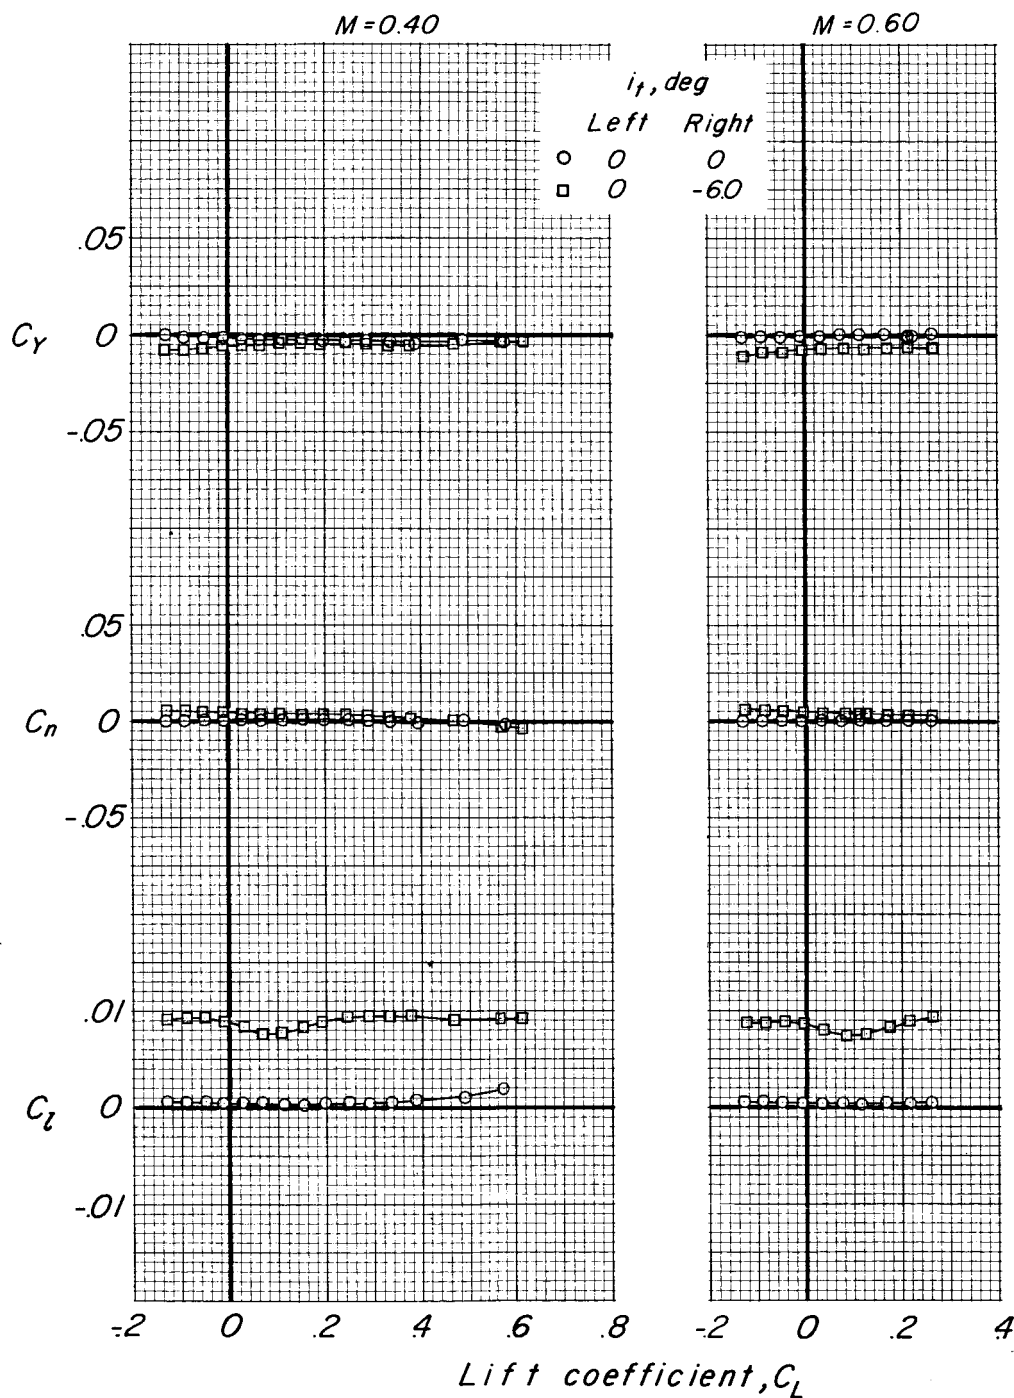 M=0.40 M=0.60
i_t, deg
Left Right
0 0
0 -6.0
.05
C_Y 0
-.05
.05
C_n 0
-.05
.01
C_l 0
-.01
-.2 0 .2 .4 .6 .8 -.2 0 .2 .4
Lift coefficient, C_L